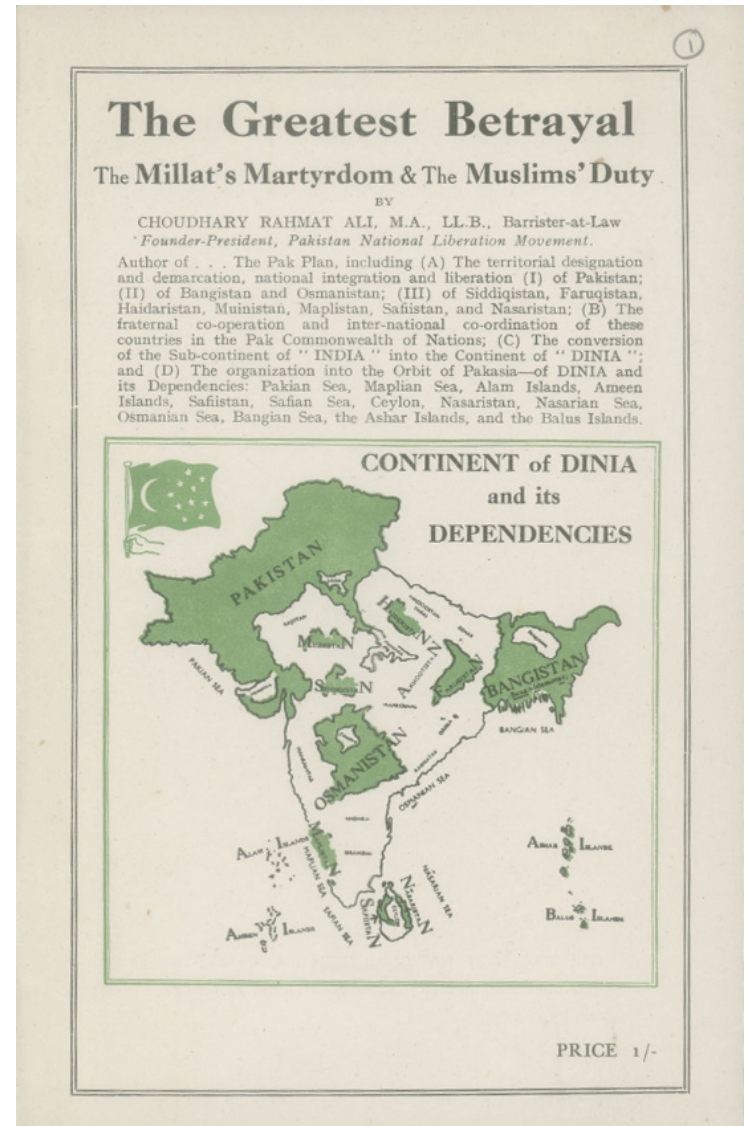 1
The Greatest Betrayal
The Millat's Martyrdom & The Muslims' Duty
BY
CHOUDHARY RAHMAT ALI, M.A., LL.B., Barrister-at-Law
Founder-President, Pakistan National Liberation Movement.
Author of . . . The Pak Plan, including (A) The territorial designation
and demarcation, national integration and liberation (I) of Pakistan;
(II) of Bangistan and Osmanistan; (III) of Siddiqistan, Faruqistan,
Haidaristan, Muinistan, Maplistan, Safiistan, and Nasaristan; (B) The
fraternal co-operation and inter-national co-ordination of these
countries in the Pak Commonwealth of Nations; (C) The conversion
of the Sub-continent of " INDIA " into the Continent of " DINIA ";
and (D) The organization into the Orbit of Pakasia—of DINIA and
its Dependencies: Pakian Sea, Maplian Sea, Alam Islands, Ameen
Islands, Safiistan, Safian Sea, Ceylon, Nasaristan, Nasarian Sea,
Osmanian Sea, Bangian Sea, the Ashar Islands, and the Balus Islands.
CONTINENT of DINIA
and its
DEPENDENCIES
PAKISTAN
BANGISTAN
PAKIAN SEA
BANGIAN SEA
OSMANISTAN
OSMANIAN SEA
ALAM ISLANDS
MAPLIAN SEA
SAFIAN SEA
NASARIAN SEA
ASHAR ISLANDS
AMEEN ISLANDS
SAFIISTAN
NASARISTAN
BALUS ISLANDS
PRICE 1/-